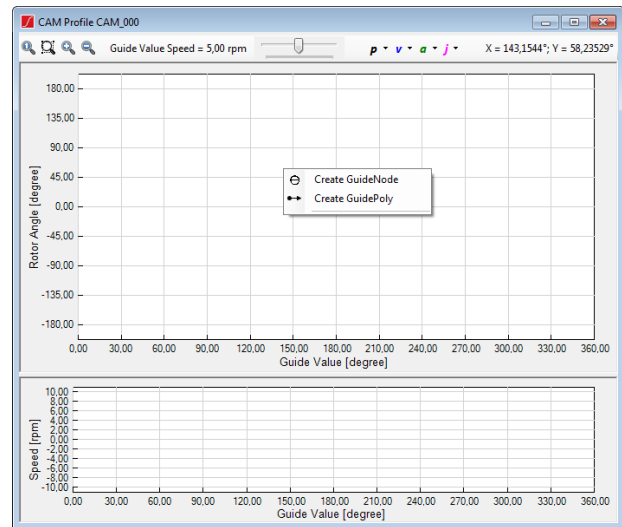 CAM Profile CAM_000
Guide Value Speed = 5,00 rpm p v a j X = 143,1544°; Y = 58,23529°
180,00
135,00
90,00
45,00
0,00
-45,00
-90,00
-135,00
-180,00
Rotor Angle [degree]
Create GuideNode
Create GuidePoly
0,00 30,00 60,00 90,00 120,00 150,00 180,00 210,00 240,00 270,00 300,00 330,00 360,00
Guide Value [degree]
10,00
8,00
6,00
4,00
2,00
0,00
-2,00
-4,00
-6,00
-8,00
-10,00
Speed [rpm]
0,00 30,00 60,00 90,00 120,00 150,00 180,00 210,00 240,00 270,00 300,00 330,00 360,00
Guide Value [degree]